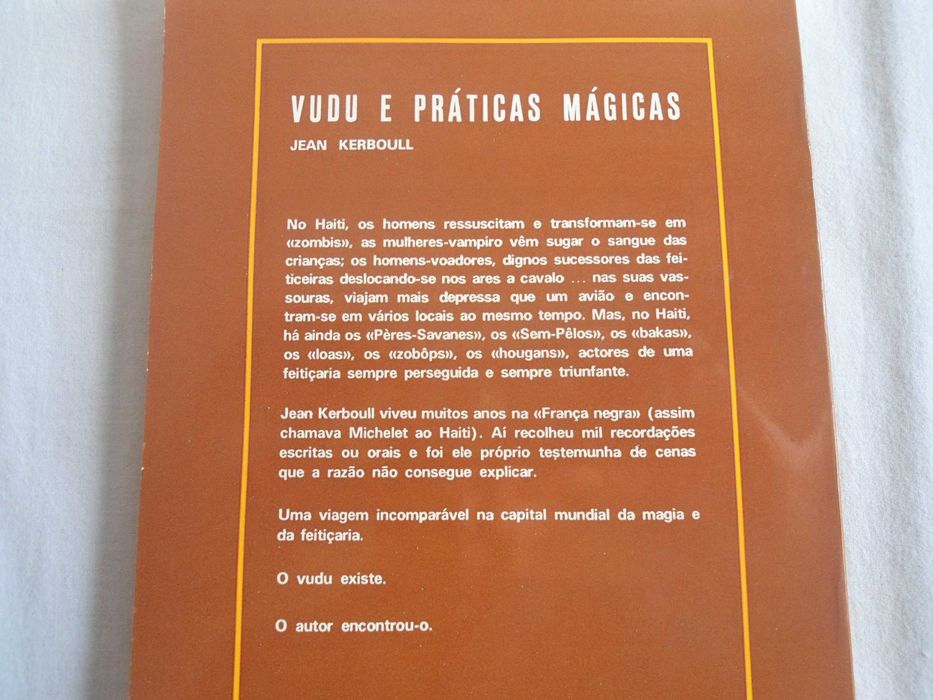 VUDU E PRÁTICAS MÁGICAS
JEAN KERBOULL
No Haiti, os homens ressuscitam e transformam-se em
«zombis», as mulheres-vampiro vêm sugar o sangue das
crianças; os homens-voadores, dignos sucessores das fei-
ticeiras deslocando-se nos ares a cavalo ... nas suas vas-
souras, viajam mais depressa que um avião e encon-
tram-se em vários locais ao mesmo tempo. Mas, no Haiti,
há ainda os «Pères-Savanes», os «Sem-Pêlos», os «bakas»,
os «loas», os «zobôps», os «hougans», actores de uma
feitiçaria sempre perseguida e sempre triunfante.
Jean Kerboull viveu muitos anos na «França negra» (assim
chamava Michelet ao Haiti). Aí recolheu mil recordações
escritas ou orais e foi ele próprio testemunha de cenas
que a razão não consegue explicar.
Uma viagem incomparável na capital mundial da magia e
da feitiçaria.
O vudu existe.
O autor encontrou-o.